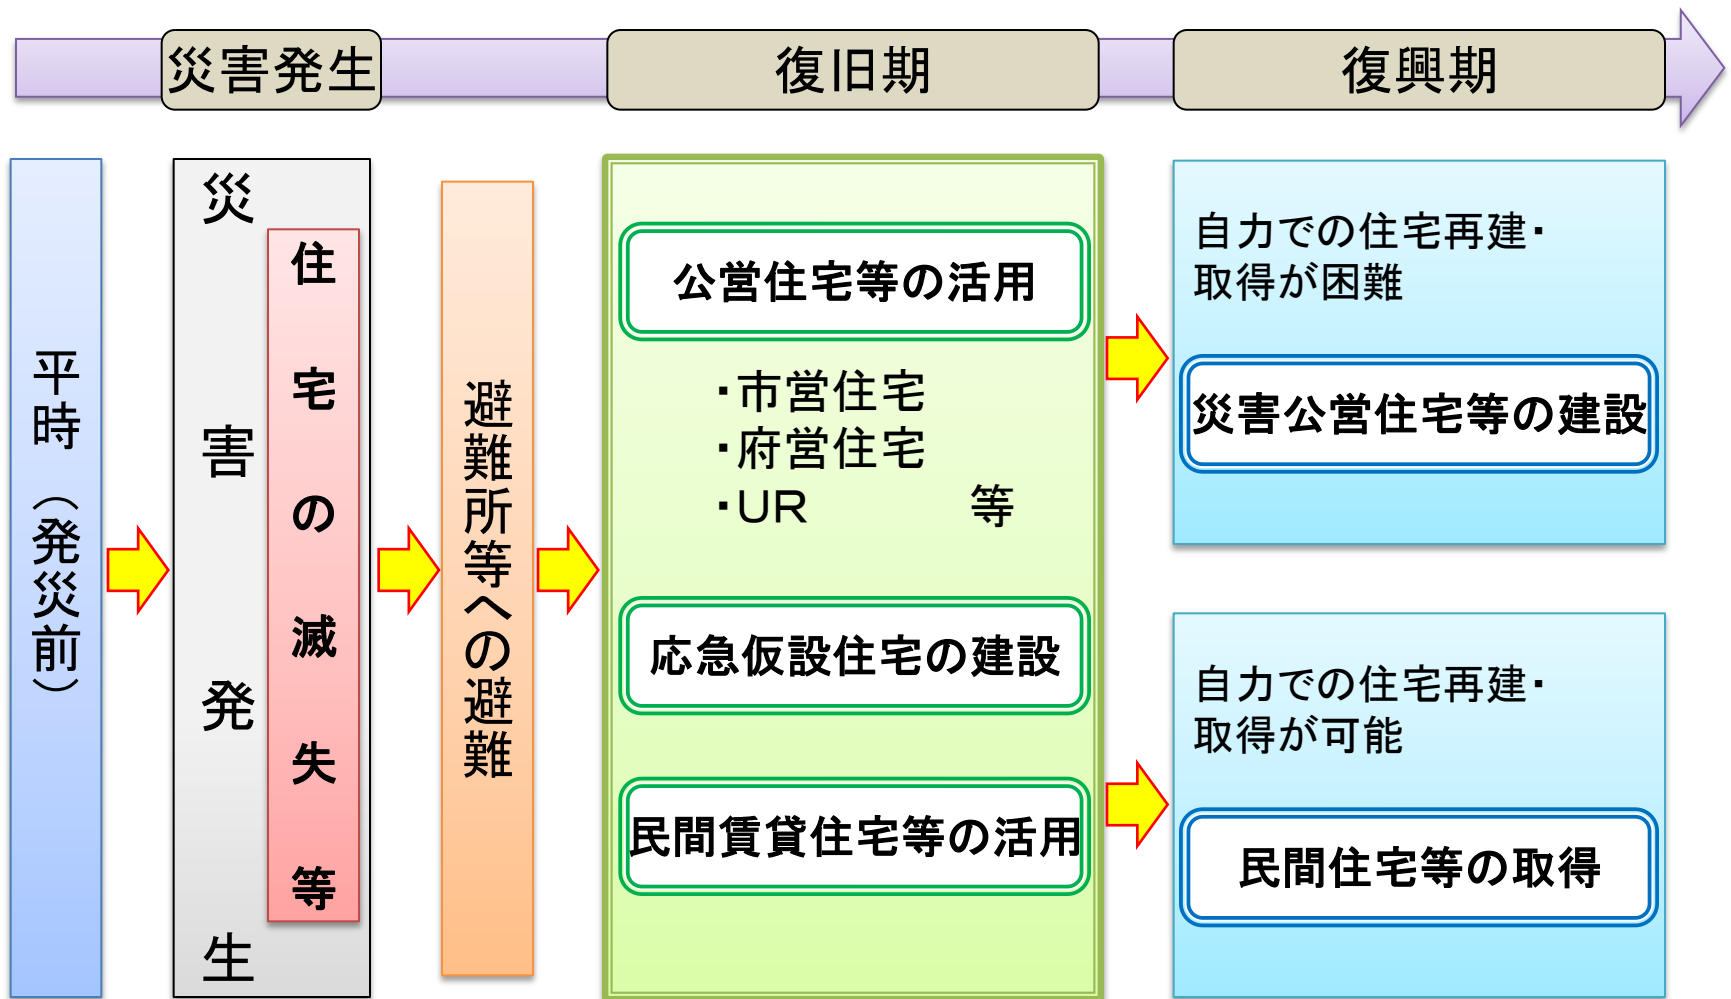 災害発生
復旧期
復興期
平時（発災前）
災害発生
住宅の滅失等
避難所等への避難
公営住宅等の活用
・市営住宅
・府営住宅
・UR　　　　等
応急仮設住宅の建設
民間賃貸住宅等の活用
自力での住宅再建・
取得が困難
災害公営住宅等の建設
自力での住宅再建・
取得が可能
民間住宅等の取得